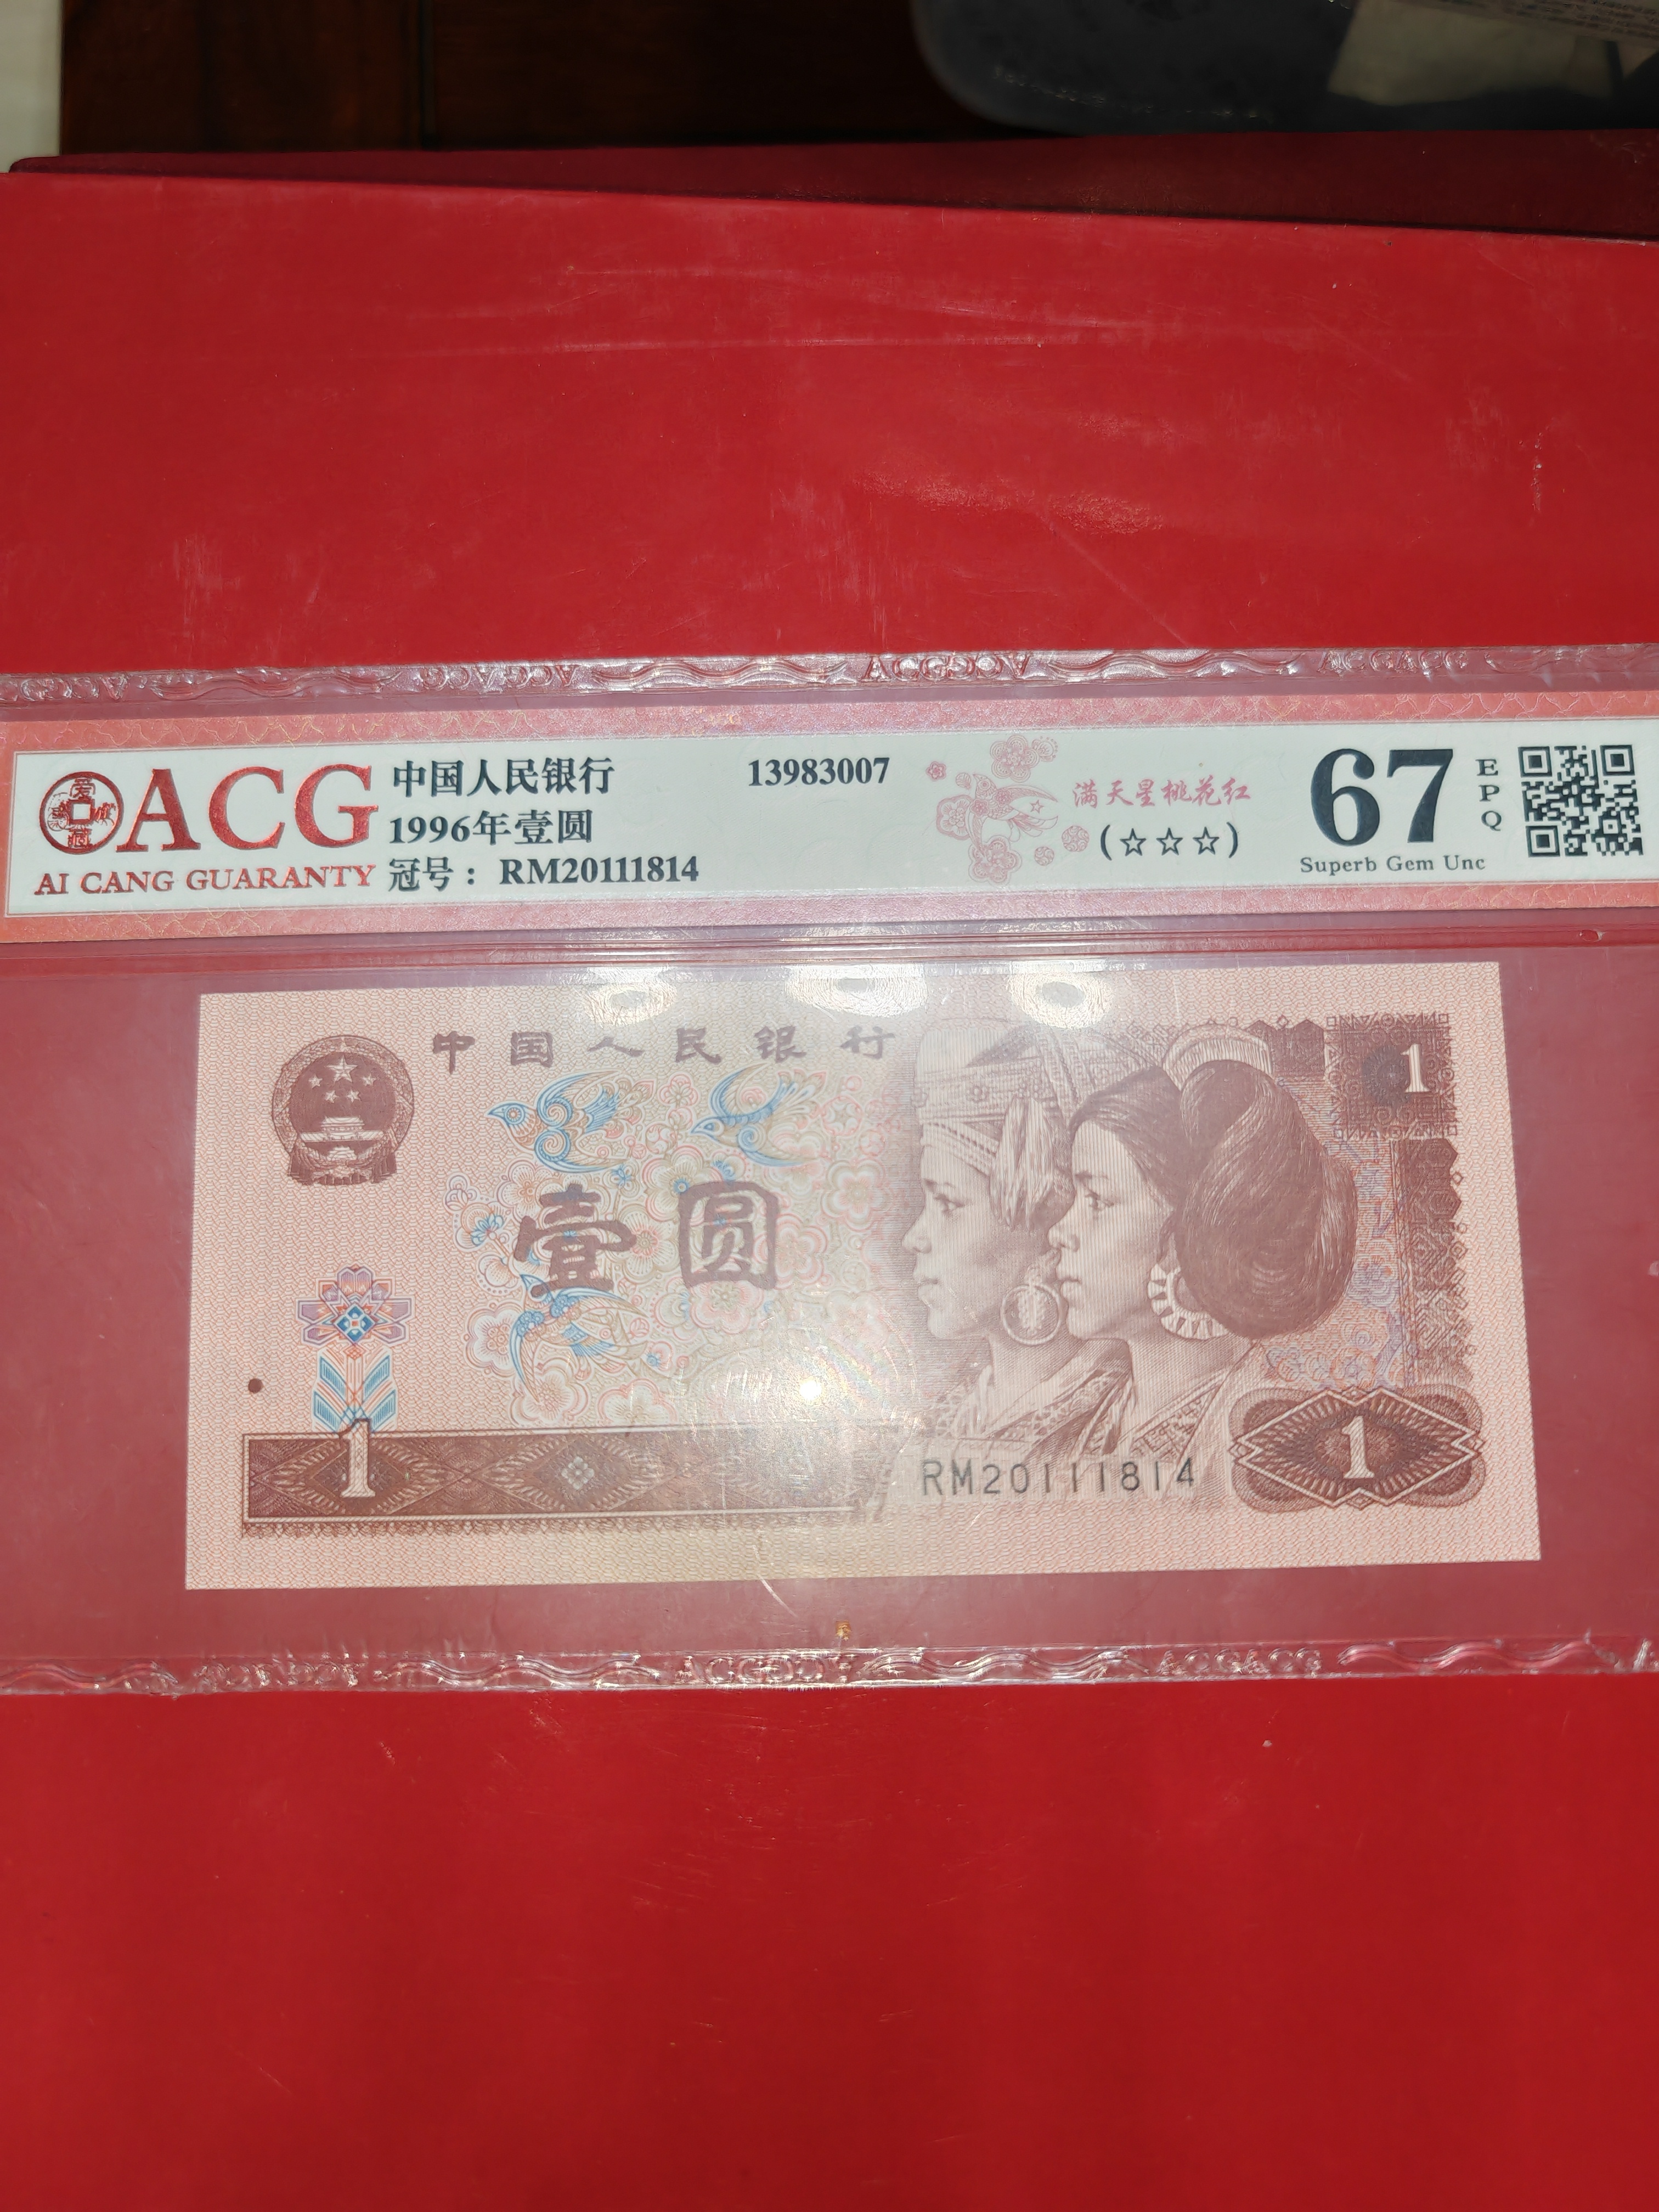 ACG
AI CANG GUARANTY
中国人民银行
1996年壹圆
冠号：RM20111814
13983007
满天星桃花红
(☆☆☆)
67
EPQ
Superb Gem Unc
中国人民银行
1
壹圆
1
RM20111814
1
ACGACG